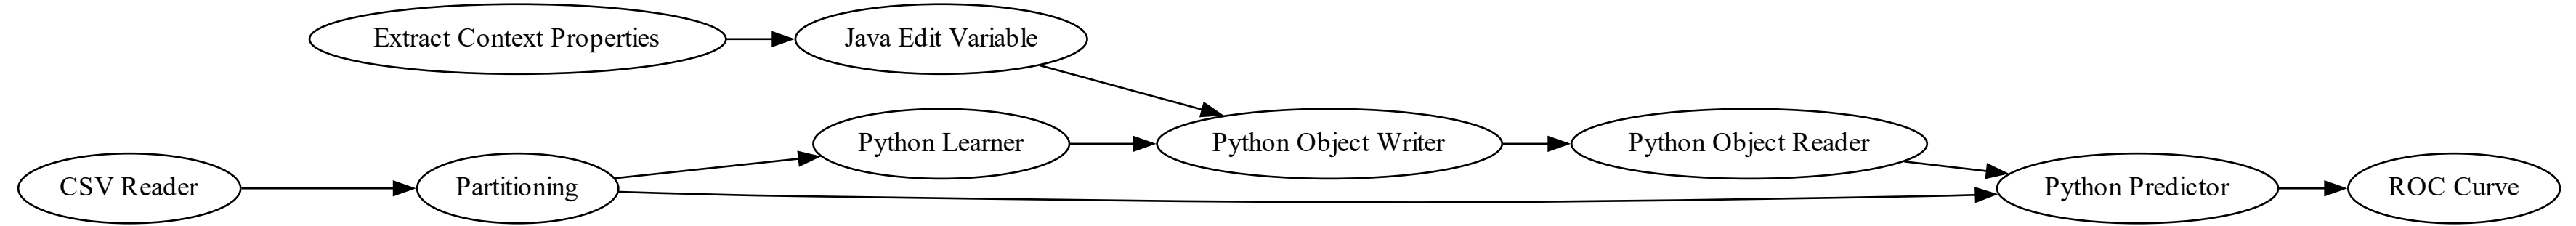 Extract Context Properties
Java Edit Variable
Python Learner
Python Object Writer
Python Object Reader
CSV Reader
Partitioning
Python Predictor
ROC Curve